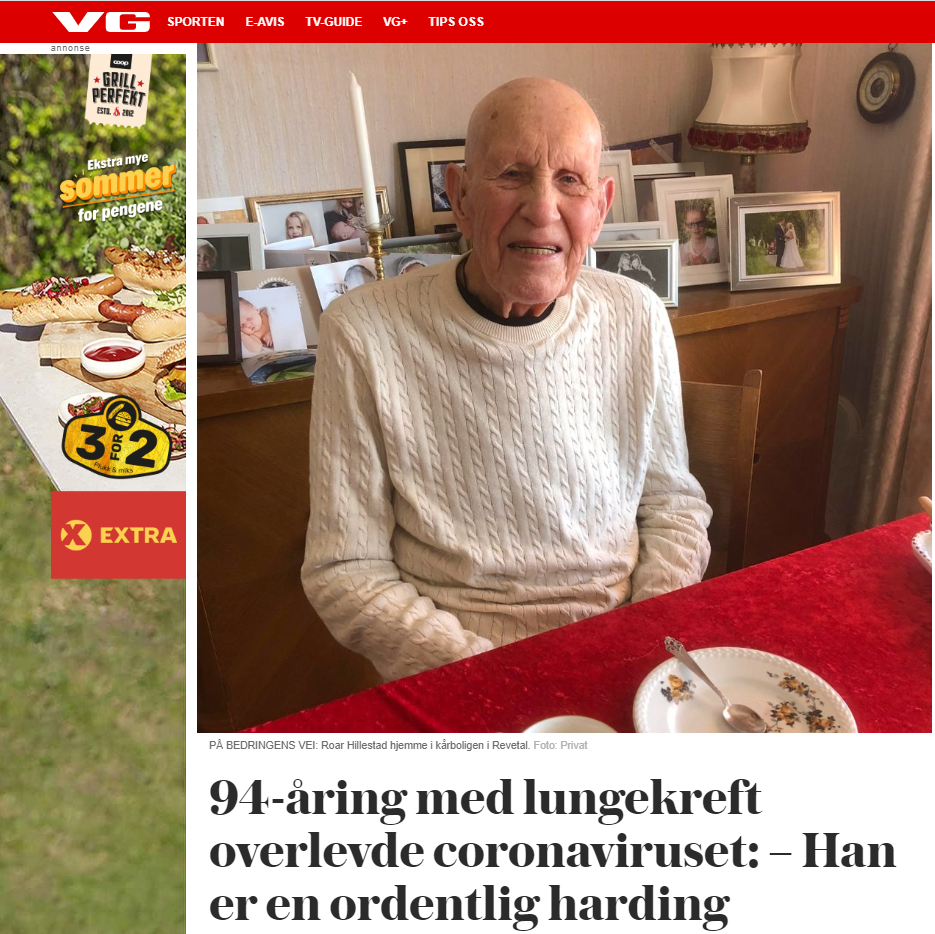 VG SPORTEN E-AVIS TV-GUIDE VG+ TIPS OSS
annonse
coop
GRILL
PERFEKT
ESTD. 2012
Ekstra mye
sommer
for pengene
3 FOR 2
Plukk & miks
X EXTRA
PÅ BEDRINGENS VEI: Roar Hillestad hjemme i kårboligen i Revetal. Foto: Privat
94-åring med lungekreft
overlevde coronaviruset: – Han
er en ordentlig harding